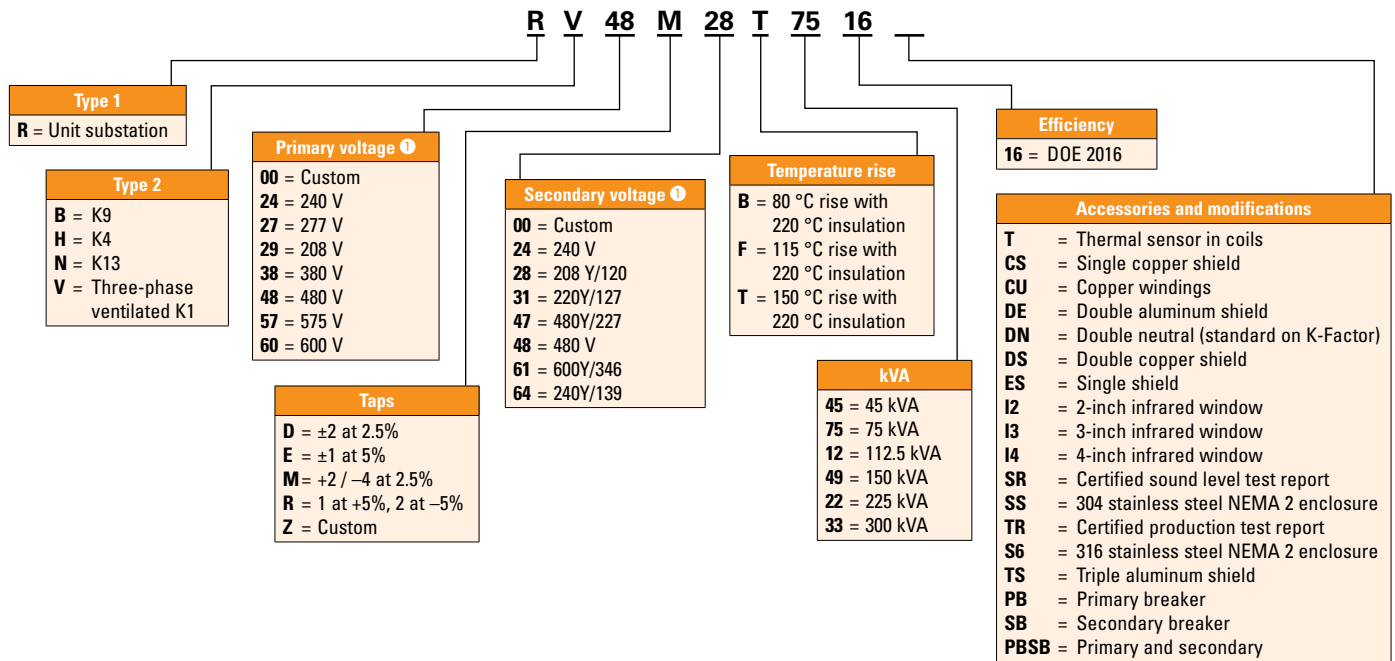 R V 48 M 28 T 75 16
Type 1
R = Unit substation
Type 2
B = K9
H = K4
N = K13
V = Three-phase
ventilated K1
Primary voltage ❶
00 = Custom
24 = 240 V
27 = 277 V
29 = 208 V
38 = 380 V
48 = 480 V
57 = 575 V
60 = 600 V
Taps
D = ±2 at 2.5%
E = ±1 at 5%
M = +2 / –4 at 2.5%
R = 1 at +5%, 2 at –5%
Z = Custom
Secondary voltage ❶
00 = Custom
24 = 240 V
28 = 208 Y/120
31 = 220Y/127
47 = 480Y/227
48 = 480 V
61 = 600Y/346
64 = 240Y/139
Temperature rise
B = 80 °C rise with
220 °C insulation
F = 115 °C rise with
220 °C insulation
T = 150 °C rise with
220 °C insulation
kVA
45 = 45 kVA
75 = 75 kVA
12 = 112.5 kVA
49 = 150 kVA
22 = 225 kVA
33 = 300 kVA
Efficiency
16 = DOE 2016
Accessories and modifications
T = Thermal sensor in coils
CS = Single copper shield
CU = Copper windings
DE = Double aluminum shield
DN = Double neutral (standard on K-Factor)
DS = Double copper shield
ES = Single shield
I2 = 2-inch infrared window
I3 = 3-inch infrared window
I4 = 4-inch infrared window
SR = Certified sound level test report
SS = 304 stainless steel NEMA 2 enclosure
TR = Certified production test report
S6 = 316 stainless steel NEMA 2 enclosure
TS = Triple aluminum shield
PB = Primary breaker
SB = Secondary breaker
PBSB = Primary and secondary